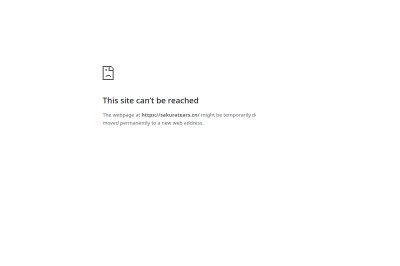 This site can't be reached
The webpage at https://sakuratears.cn/ might be temporarily d
moved permanently to a new web address.